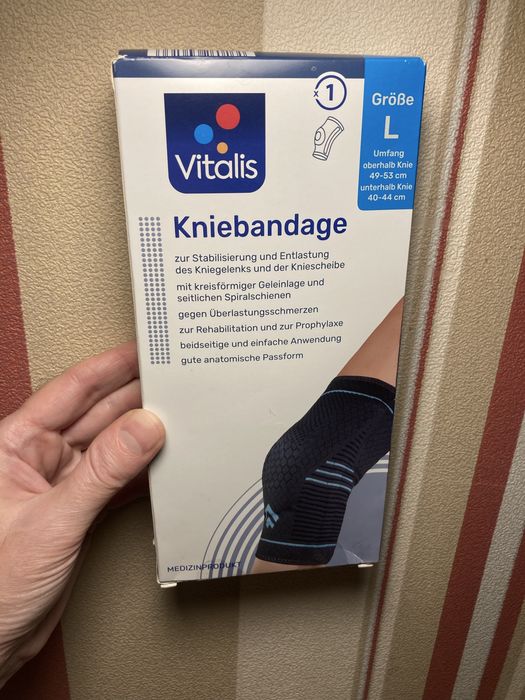 x 1
Größe
L
Umfang
oberhalb Knie
49-53 cm
unterhalb Knie
40-44 cm
Vitalis
Kniebandage
zur Stabilisierung und Entlastung
des Kniegelenks und der Kniescheibe
mit kreisförmiger Geleinlage und
seitlichen Spiralschienen
gegen Überlastungsschmerzen
zur Rehabilitation und zur Prophylaxe
beidseitige und einfache Anwendung
gute anatomische Passform
MEDIZINPRODUKT